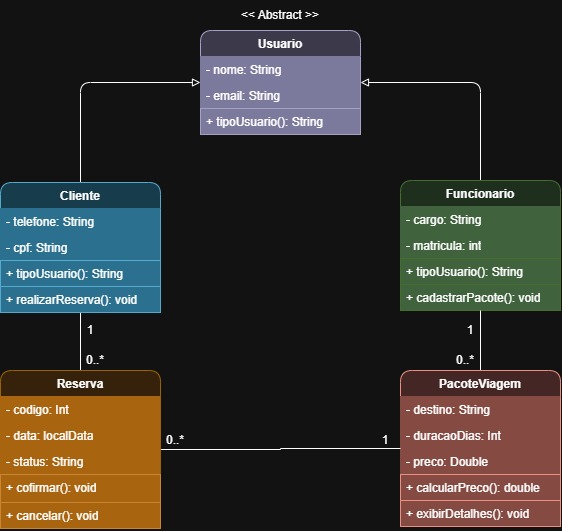 << Abstract >>
Usuario
- nome: String
- email: String
+ tipoUsuario(): String
Cliente
- telefone: String
- cpf: String
+ tipoUsuario(): String
+ realizarReserva(): void
Funcionario
- cargo: String
- matricula: int
+ tipoUsuario(): String
+ cadastrarPacote(): void
1
0..*
1
0..*
Reserva
- codigo: Int
- data: localData
- status: String
+ cofirmar(): void
+ cancelar(): void
0..*
1
PacoteViagem
- destino: String
- duracaoDias: Int
- preco: Double
+ calcularPreco(): double
+ exibirDetalhes(): void